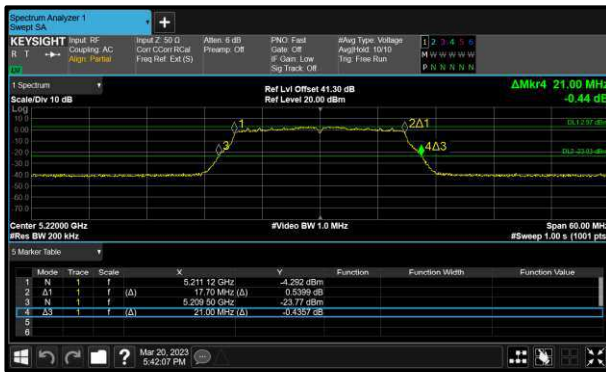 Spectrum Analyzer 1
Swept SA
+
KEYSIGHT Input: RF Input Z: 50 Ω Atten: 6 dB PNO: Fast #Avg Type: Voltage 1 2 3 4 5 6
R T Coupling: AC Corr CCorr RCal Preamp: Off Gate: Off Avg|Hold: 10/10 M W W W W W
Align: Partial Freq Ref: Ext (S) IF Gain: Low Trig: Free Run
Sig Track: Off P N N N N N
1 Spectrum Ref Lvl Offset 41.30 dB ΔMkr4 21.00 MHz
Scale/Div 10 dB Ref Level 20.00 dBm -0.44 dB
Log
10.0
0.00 1 2Δ1 DL1 2.97 dBm
-10.0
-20.0 3 4Δ3 DL2 -23.03 dBm
-30.0
-40.0
-50.0
-60.0
-70.0
Center 5.22000 GHz #Video BW 1.0 MHz Span 60.00 MHz
#Res BW 200 kHz #Sweep 1.00 s (1001 pts)
5 Marker Table
Mode Trace Scale X Y Function Function Width Function Value
1 N 1 f 5.211 12 GHz -4.292 dBm
2 Δ1 1 f (Δ) 17.70 MHz (Δ) 0.5399 dB
3 N 1 f 5.209 50 GHz -23.77 dBm
4 Δ3 1 f (Δ) 21.00 MHz (Δ) -0.4357 dB
5
6
? Mar 20, 2023
5:42:07 PM